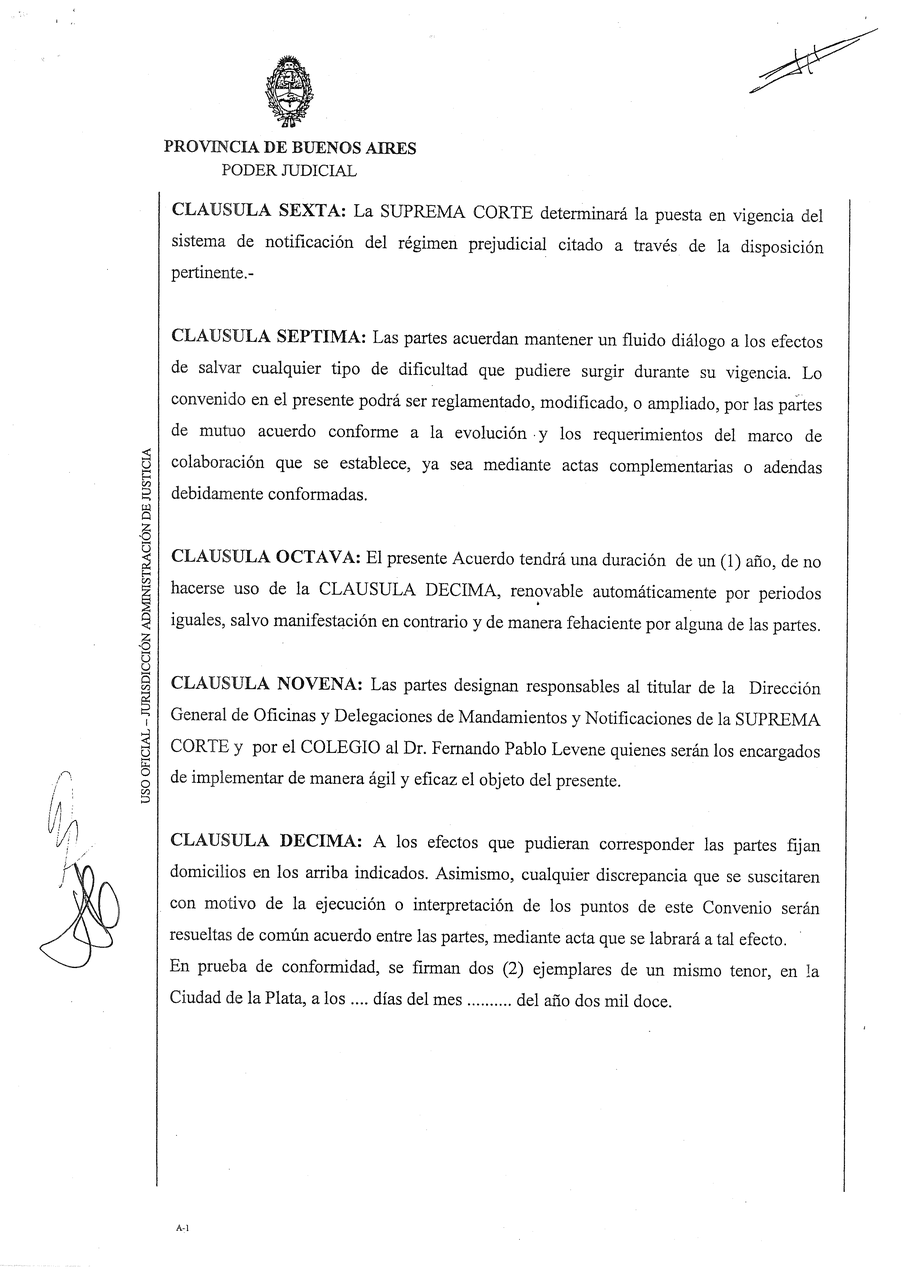 PROVINCIA DE BUENOS AIRES
PODER JUDICIAL
CLAUSULA SEXTA: La SUPREMA CORTE determinará la puesta en vigencia del
sistema de notificación del régimen prejudicial citado a través de la disposición
pertinente.-
CLAUSULA SEPTIMA: Las partes acuerdan mantener un fluido diálogo a los efectos
de salvar cualquier tipo de dificultad que pudiere surgir durante su vigencia. Lo
convenido en el presente podrá ser reglamentado, modificado, o ampliado, por las partes
de mutuo acuerdo conforme a la evolución y los requerimientos del marco de
colaboración que se establece, ya sea mediante actas complementarias o adendas
debidamente conformadas.
CLAUSULA OCTAVA: El presente Acuerdo tendrá una duración de un (1) año, de no
hacerse uso de la CLAUSULA DECIMA, renovable automáticamente por periodos
iguales, salvo manifestación en contrario y de manera fehaciente por alguna de las partes.
CLAUSULA NOVENA: Las partes designan responsables al titular de la Dirección
General de Oficinas y Delegaciones de Mandamientos y Notificaciones de la SUPREMA
CORTE y por el COLEGIO al Dr. Fernando Pablo Levene quienes serán los encargados
de implementar de manera ágil y eficaz el objeto del presente.
CLAUSULA DECIMA: A los efectos que pudieran corresponder las partes fijan
domicilios en los arriba indicados. Asimismo, cualquier discrepancia que se suscitaren
con motivo de la ejecución o interpretación de los puntos de este Convenio serán
resueltas de común acuerdo entre las partes, mediante acta que se labrará a tal efecto.
En prueba de conformidad, se firman dos (2) ejemplares de un mismo tenor, en la
Ciudad de la Plata, a los .... días del mes .......... del año dos mil doce.
USO OFICIAL – JURISDICCIÓN ADMINISTRACIÓN DE JUSTICIA
A-1